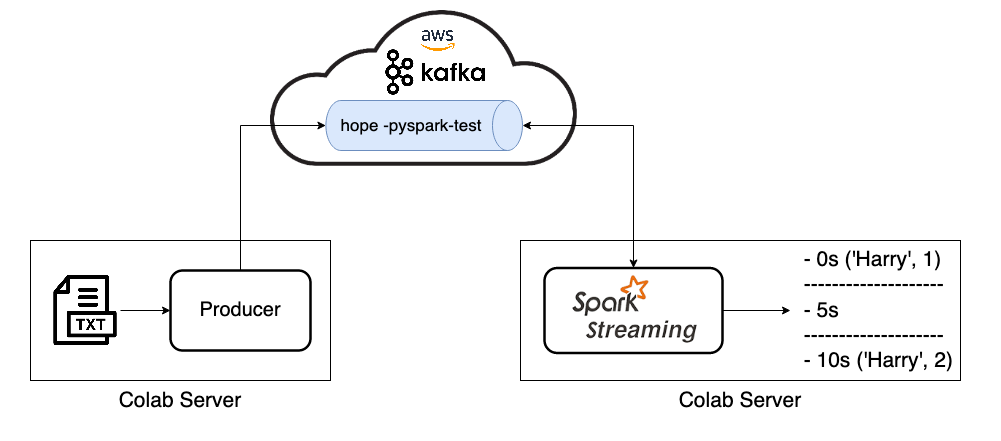 aws
kafka
hope -pyspark-test
TXT
Producer
Colab Server
Spark
Streaming
- 0s ('Harry', 1)
--------------------
- 5s
--------------------
- 10s ('Harry', 2)
Colab Server